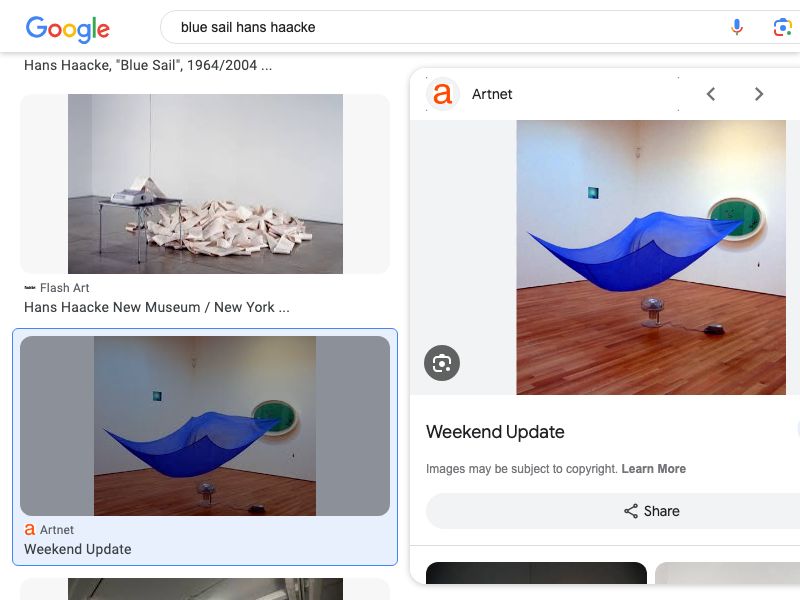 Google
blue sail hans haacke
Hans Haacke, "Blue Sail", 1964/2004 ...
Flash Art
Hans Haacke New Museum / New York ...
a Artnet
Weekend Update
a Artnet
Weekend Update
Images may be subject to copyright. Learn More
Share